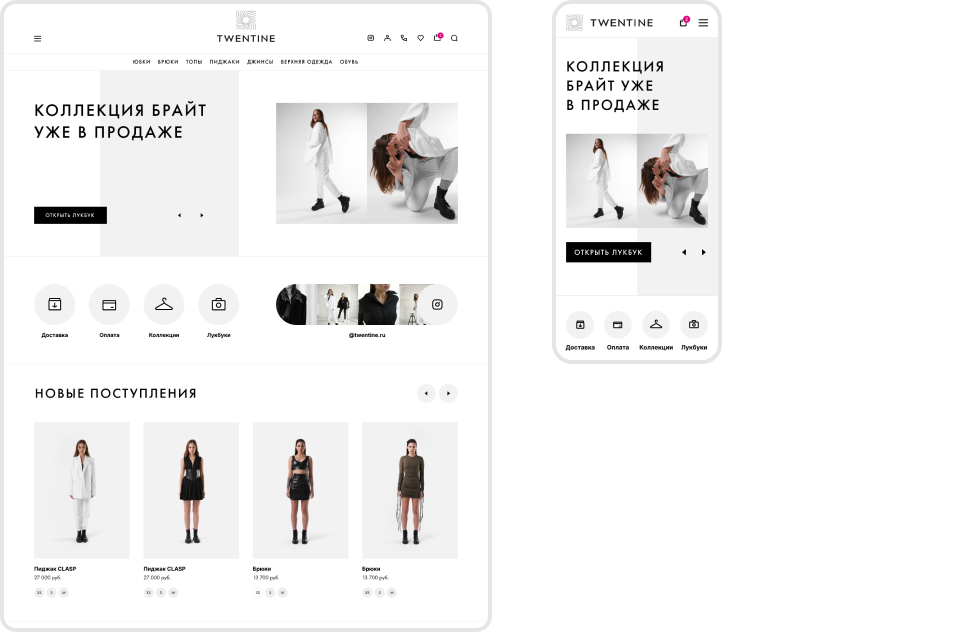 TWENTINE
2
ЮБКИ БРЮКИ ТОПЫ ПИДЖАКИ ДЖИНСЫ ВЕРХНЯЯ ОДЕЖДА ОБУВЬ
КОЛЛЕКЦИЯ БРАЙТ
УЖЕ В ПРОДАЖЕ
ОТКРЫТЬ ЛУКБУК
Доставка Оплата Коллекции Лукбуки @twentine.ru
НОВЫЕ ПОСТУПЛЕНИЯ
Пиджак CLASP Пиджак CLASP Брюки Брюки
27 000 руб. 27 000 руб. 13 700 руб. 13 700 руб.
XS S M XS S M XS S M XS S M
TWENTINE
2
КОЛЛЕКЦИЯ
БРАЙТ УЖЕ
В ПРОДАЖЕ
ОТКРЫТЬ ЛУКБУК
Доставка Оплата Коллекции Лукбуки